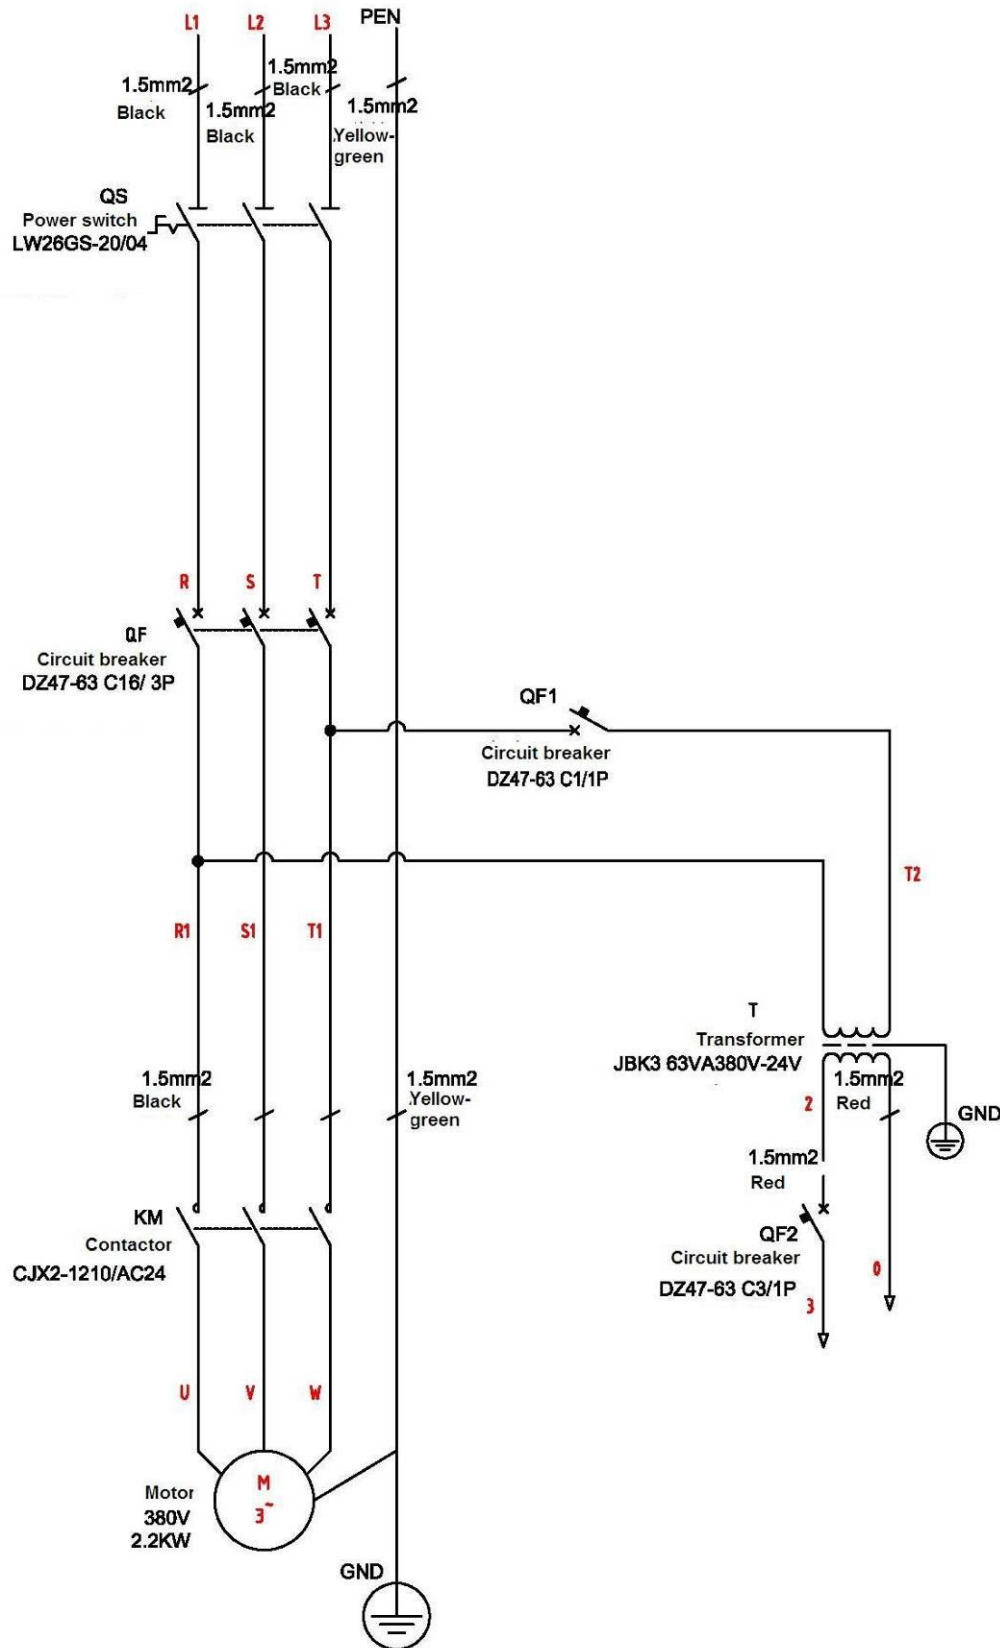 L1 L2 L3 PEN
1.5mm2
Black
1.5mm2
Black
1.5mm2
Black
1.5mm2
Yellow-
green
QS
Power switch
LW26GS-20/04
R S T
QF
Circuit breaker
DZ47-63 C16/ 3P
QF1
Circuit breaker
DZ47-63 C1/1P
T2
R1 S1 T1
T
Transformer
JBK3 63VA380V-24V
1.5mm2
Black
1.5mm2
Yellow-
green
2
1.5mm2
Red
GND
1.5mm2
Red
KM
Contactor
CJX2-1210/AC24
QF2
Circuit breaker
DZ47-63 C3/1P
0
3
U V W
M
3~
Motor
380V
2.2KW
GND